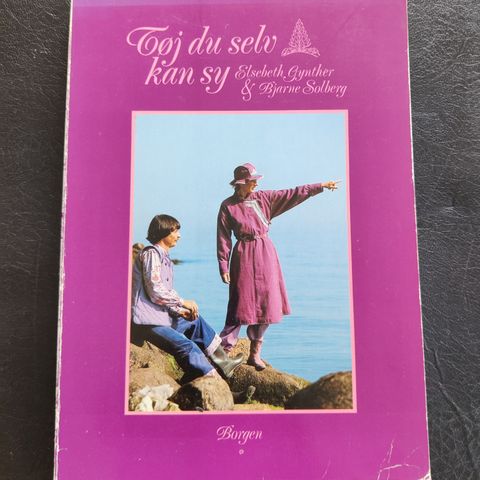 Tøj du selv
kan sy Elsebeth Gynther
& Bjarne Solberg
Borgen